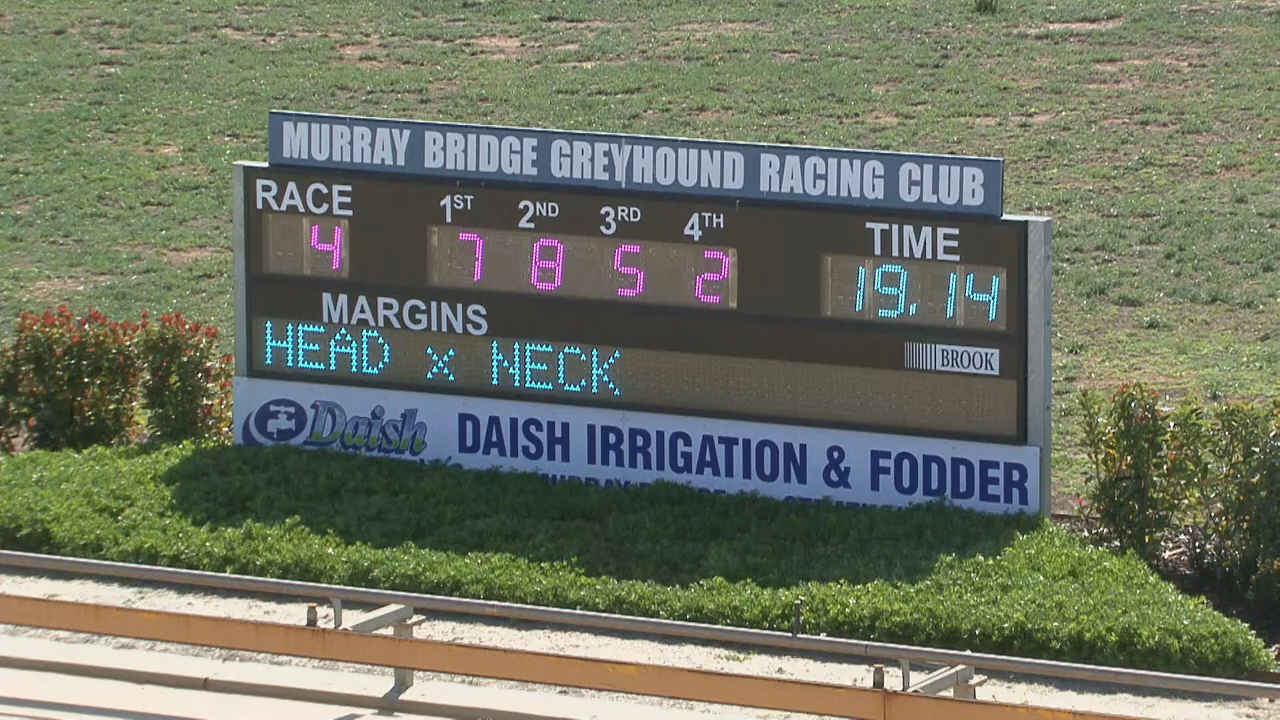 MURRAY BRIDGE GREYHOUND RACING CLUB
RACE 1ST 2ND 3RD 4TH TIME
4 7 8 5 2 19.14
MARGINS
HEAD x NECK
BROOK
Daish DAISH IRRIGATION & FODDER